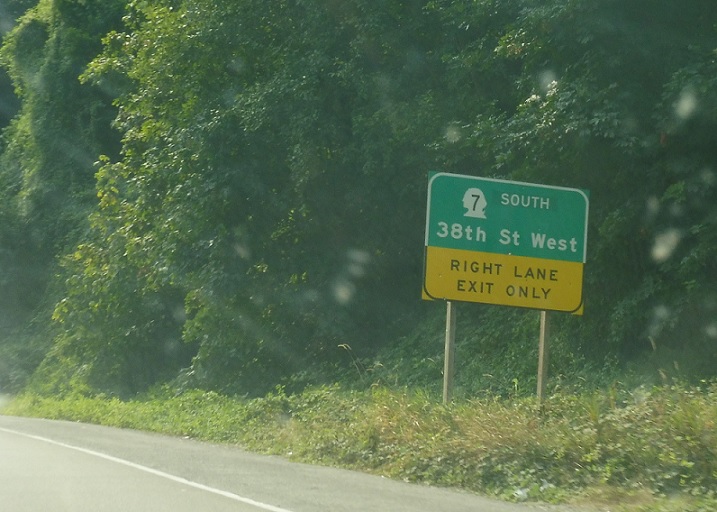 7 SOUTH
38th St West
RIGHT LANE
EXIT ONLY